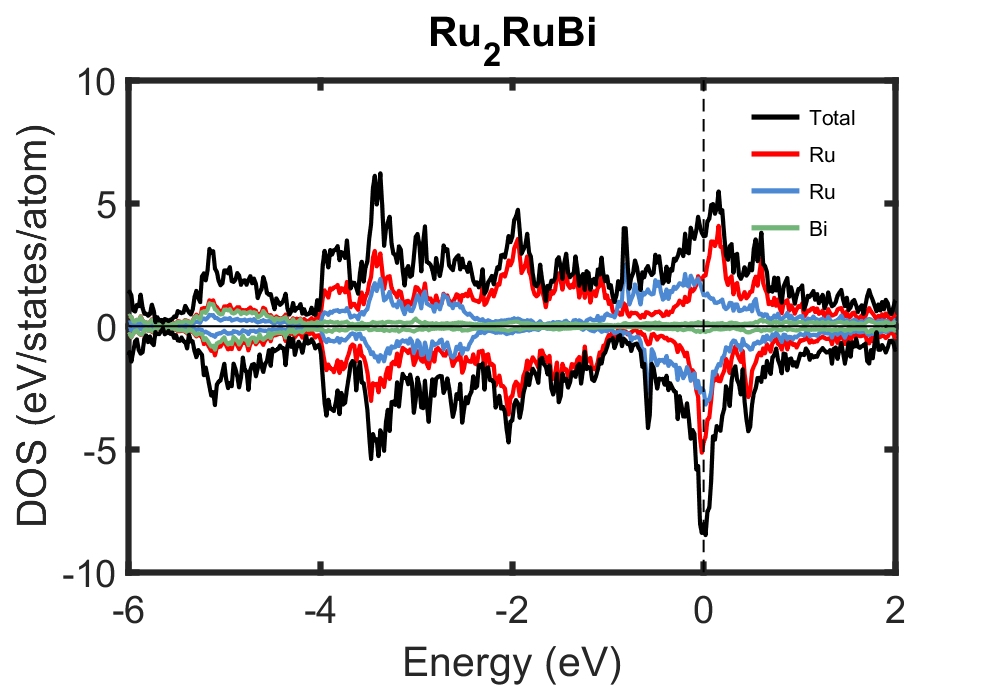 Ru2RuBi
10
5
0
-5
-10
DOS (eV/states/atom)
Total
Ru
Ru
Bi
-6
-4
-2
0
2
Energy (eV)